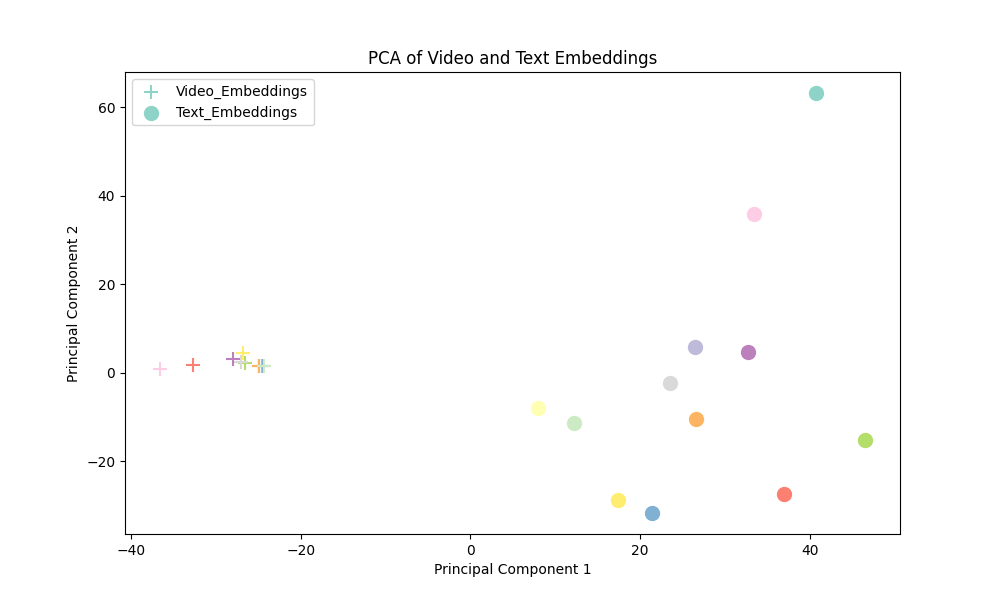 PCA of Video and Text Embeddings
Video_Embeddings
Text_Embeddings
60
40
20
0
−20
Principal Component 2
−40
−20
0
20
40
Principal Component 1